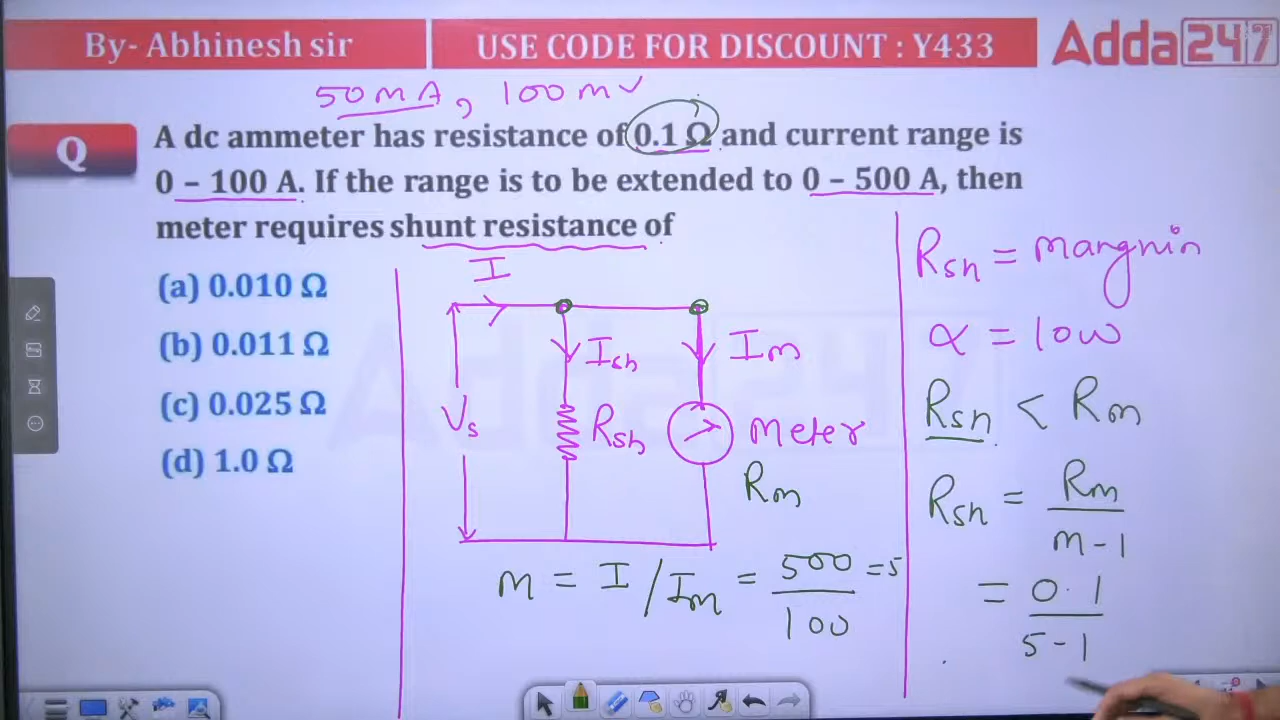 By- Abhinesh sir
USE CODE FOR DISCOUNT : Y433
Adda247
50mA, 100mV
Q
A dc ammeter has resistance of 0.1 Ω and current range is
0 – 100 A. If the range is to be extended to 0 – 500 A, then
meter requires shunt resistance of
(a) 0.010 Ω
(b) 0.011 Ω
(c) 0.025 Ω
(d) 1.0 Ω
I
Ish
Im
Vs
Rsh
meter
Rm
m = I/Im = 500/100 = 5
Rsh = mangnin
α = low
Rsh < Rm
Rsh = Rm/m-1
= 0.1/5-1